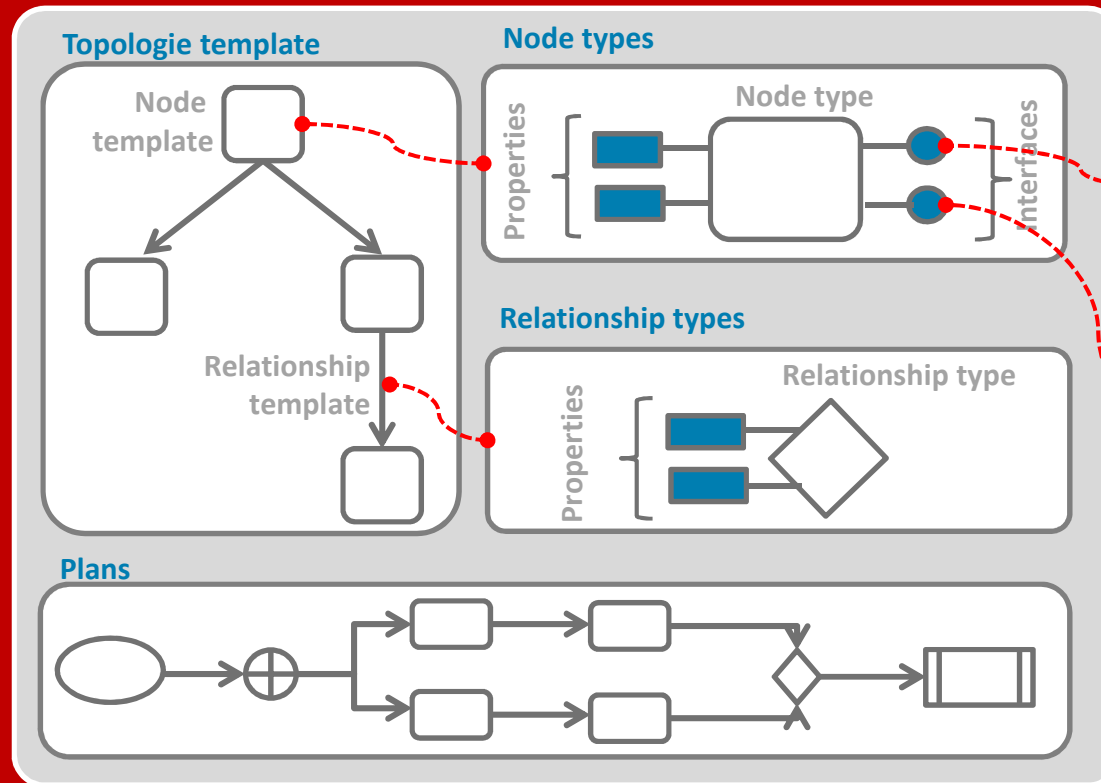 Topologie template
Node
template
Relationship
template
Node types
Properties
Node type
Interfaces
Relationship types
Properties
Relationship type
Plans